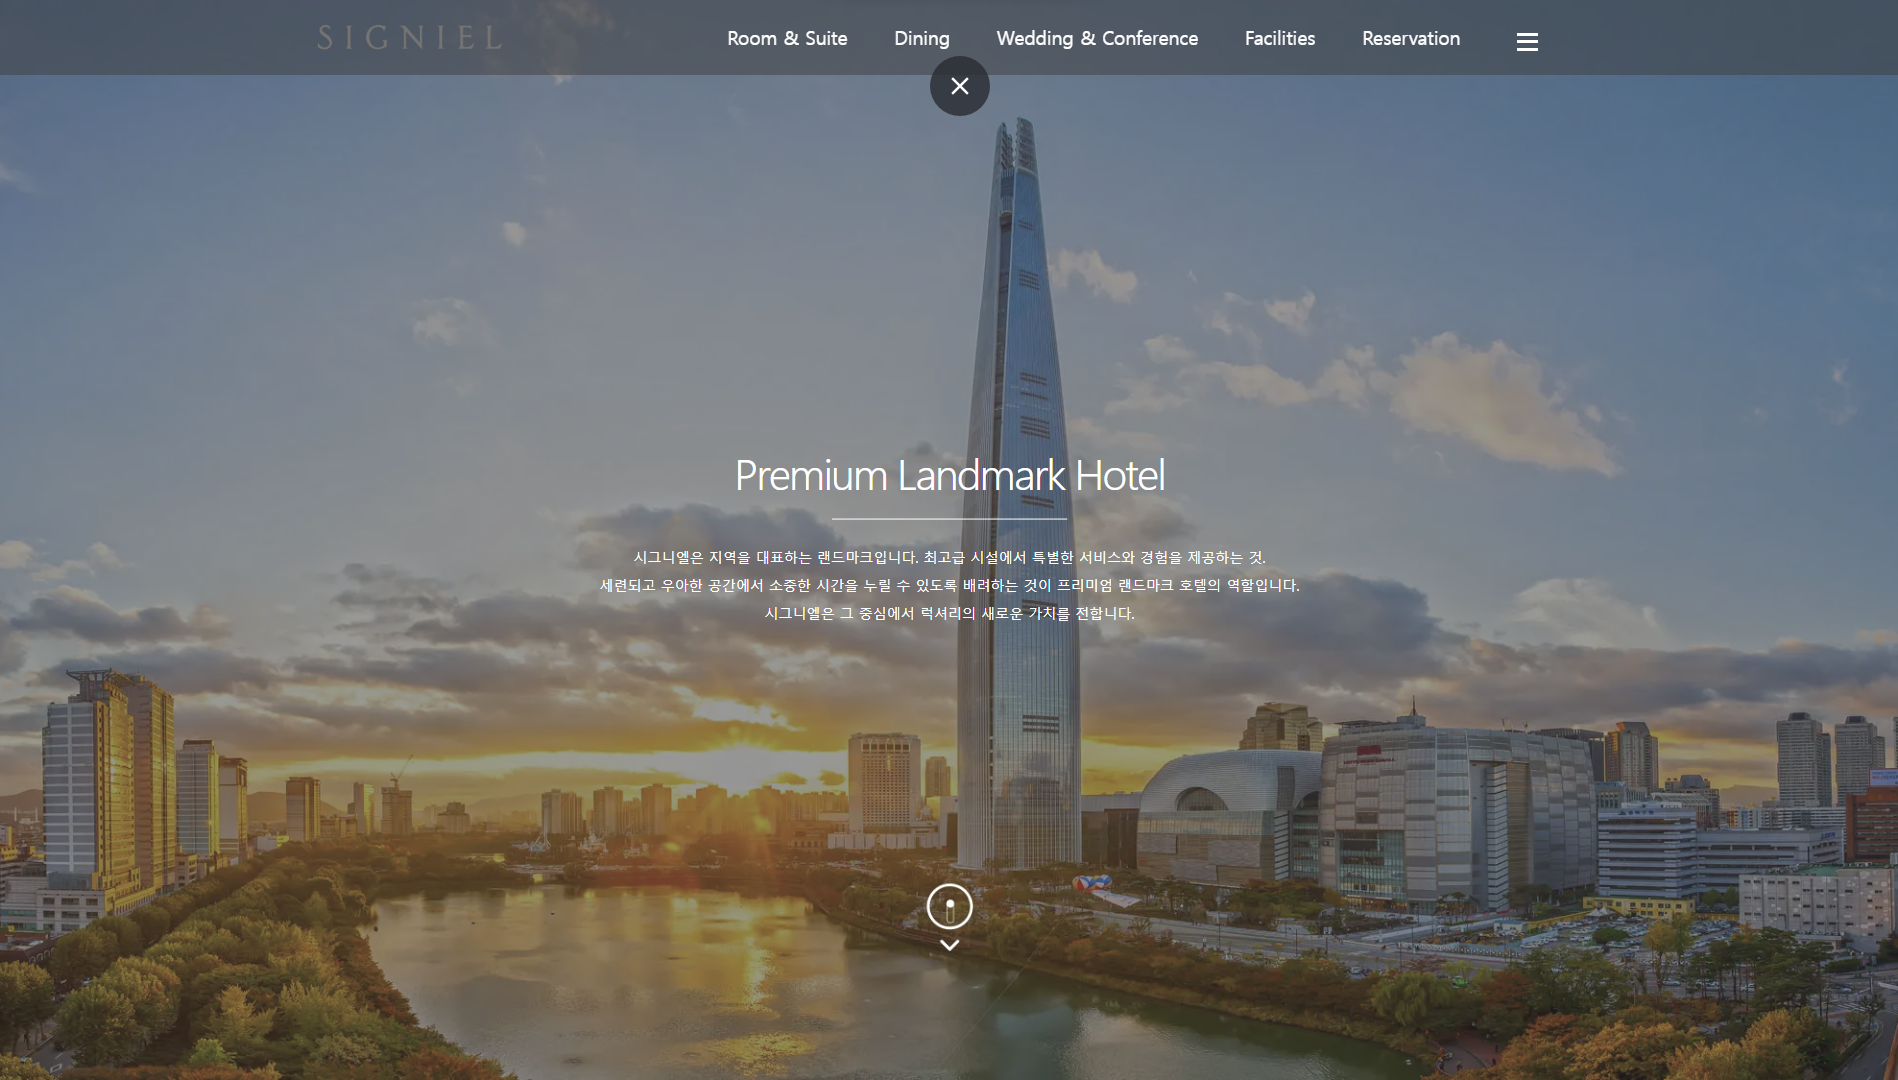 SIGNIEL
Room & Suite
Dining
Wedding & Conference
Facilities
Reservation
Premium Landmark Hotel
시그니엘은 지역을 대표하는 랜드마크입니다. 최고급 시설에서 특별한 서비스와 경험을 제공하는 것.
세련되고 우아한 공간에서 소중한 시간을 누릴 수 있도록 배려하는 것이 프리미엄 랜드마크 호텔의 역할입니다.
시그니엘은 그 중심에서 럭셔리의 새로운 가치를 전합니다.